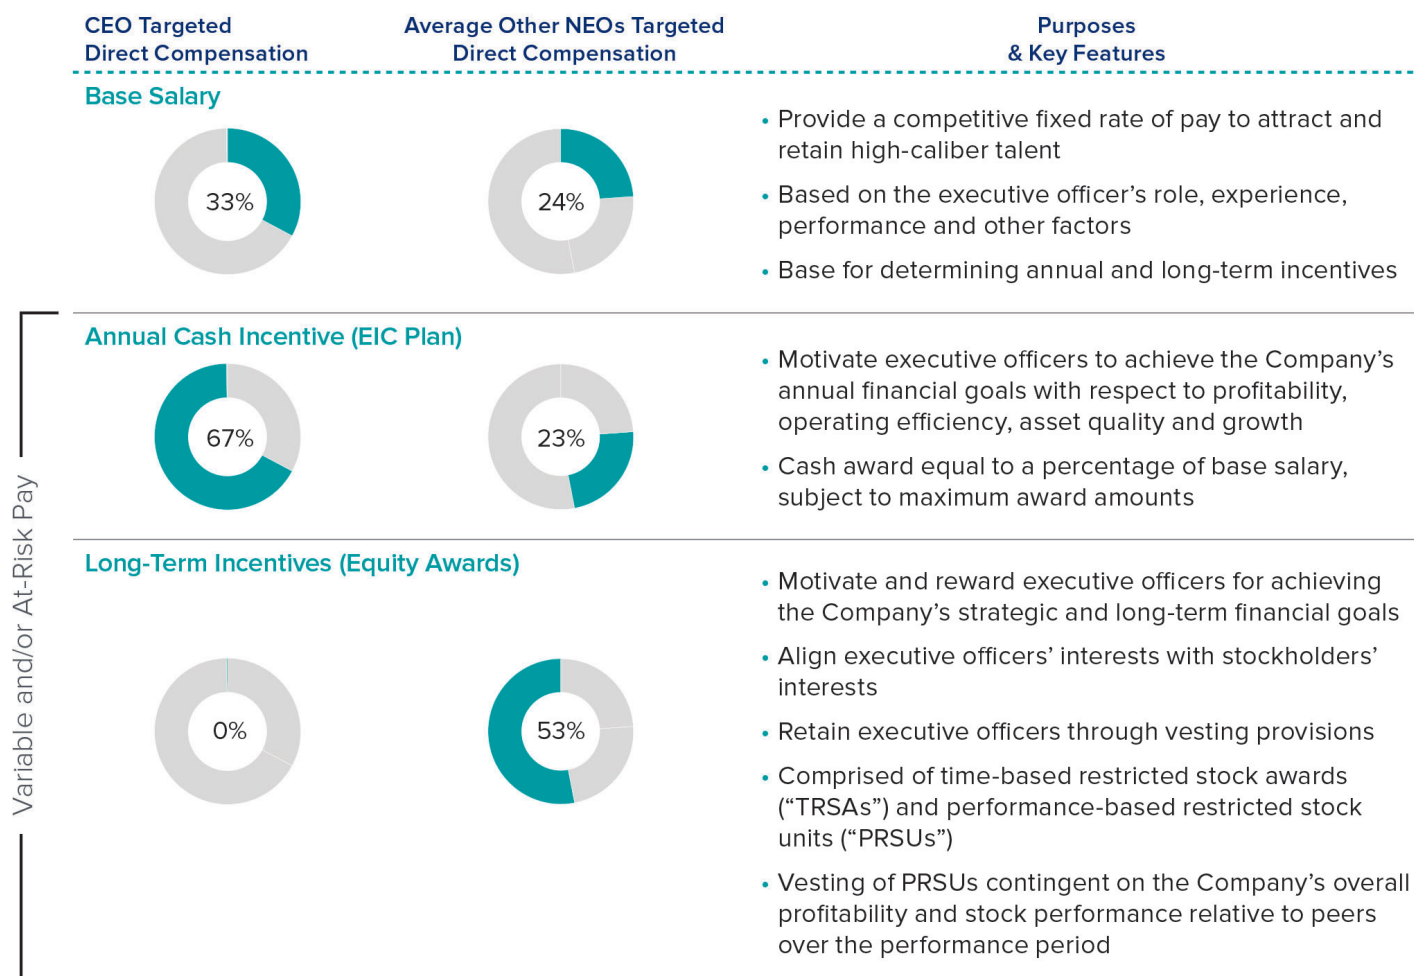 CEO Targeted
Direct Compensation
Average Other NEOs Targeted
Direct Compensation
Purposes
& Key Features
Base Salary
33%
24%
• Provide a competitive fixed rate of pay to attract and
retain high-caliber talent
• Based on the executive officer’s role, experience,
performance and other factors
• Base for determining annual and long-term incentives
Variable and/or At-Risk Pay
Annual Cash Incentive (EIC Plan)
67%
23%
• Motivate executive officers to achieve the Company’s
annual financial goals with respect to profitability,
operating efficiency, asset quality and growth
• Cash award equal to a percentage of base salary,
subject to maximum award amounts
Long-Term Incentives (Equity Awards)
0%
53%
• Motivate and reward executive officers for achieving
the Company’s strategic and long-term financial goals
• Align executive officers’ interests with stockholders’
interests
• Retain executive officers through vesting provisions
• Comprised of time-based restricted stock awards
(“TRSAs”) and performance-based restricted stock
units (“PRSUs”)
• Vesting of PRSUs contingent on the Company’s overall
profitability and stock performance relative to peers
over the performance period